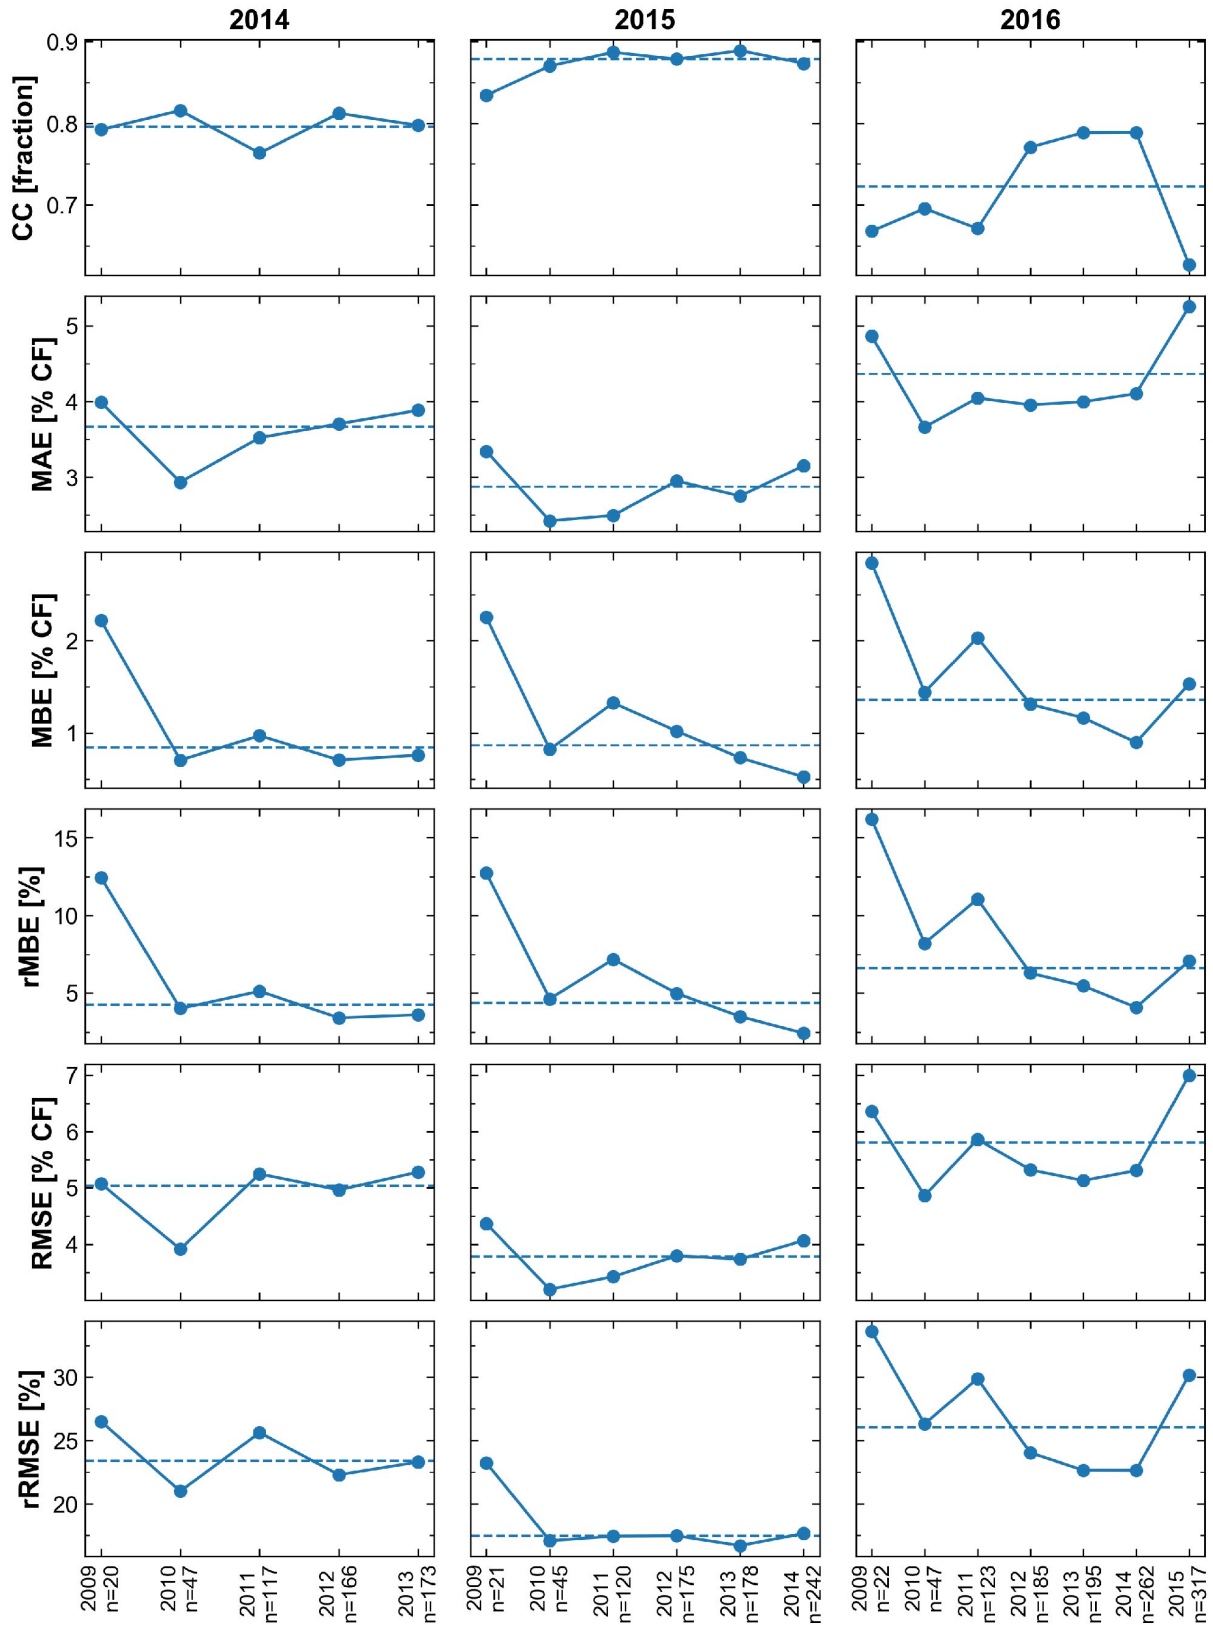 2014 2015 2016
CC [fraction]
0.9
0.8
0.7
MAE [% CF]
5
4
3
MBE [% CF]
2
1
rMBE [%]
15
10
5
RMSE [% CF]
7
6
5
4
rRMSE [%]
30
25
20
2009
n=20
2010
n=47
2011
n=117
2012
n=166
2013
n=173
2009
n=21
2010
n=45
2011
n=120
2012
n=175
2013
n=178
2014
n=242
2009
n=22
2010
n=47
2011
n=123
2012
n=185
2013
n=195
2014
n=262
2015
n=317